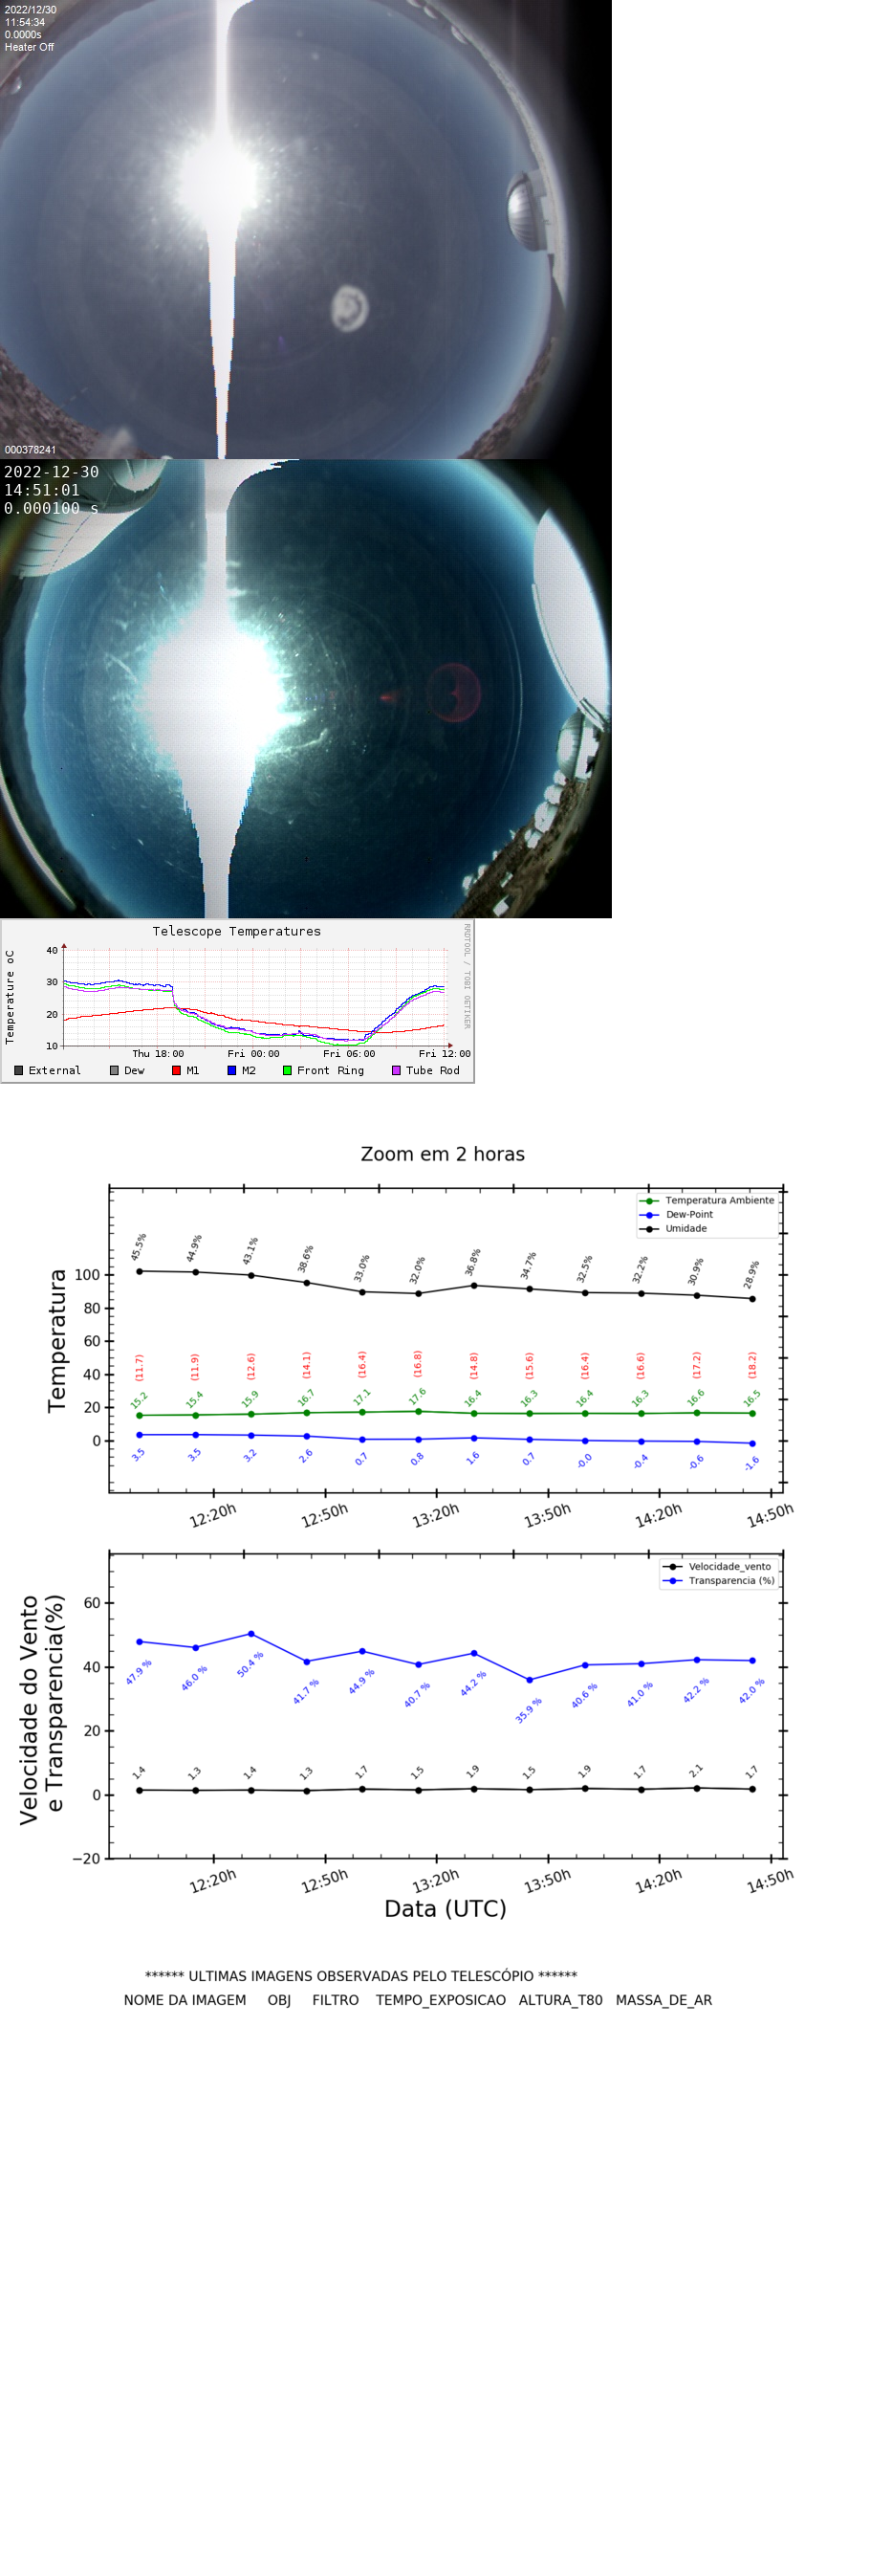 2022/12/30
11:54:34
0.0000s
Heater Off
000378241
2022-12-30
14:51:01
0.000100 s
Telescope Temperatures
RRDTOOL / TOBI OETIKER
Temperature oC
40
30
20
10
Thu 18:00 Fri 00:00 Fri 06:00 Fri 12:00
External Dew M1 M2 Front Ring Tube Rod
Zoom em 2 horas
Temperatura Ambiente
Dew-Point
Umidade
Temperatura
100
80
60
40
20
0
45.5% 44.9% 43.1% 38.6% 33.0% 32.0% 36.8% 34.7% 32.5% 32.2% 30.9% 28.9%
(11.7) (11.9) (12.6) (14.1) (16.4) (16.8) (14.8) (15.6) (16.4) (16.6) (17.2) (18.2)
15.2 15.4 15.9 16.7 17.1 17.6 16.4 16.3 16.4 16.3 16.6 16.5
3.5 3.5 3.2 2.6 0.7 0.8 1.6 0.7 -0.0 -0.4 -0.6 -1.6
12:20h 12:50h 13:20h 13:50h 14:20h 14:50h
Velocidade_vento
Transparencia (%)
Velocidade do Vento
e Transparencia(%)
60
40
20
0
−20
47.9 % 46.0 % 50.4 % 41.7 % 44.9 % 40.7 % 44.2 % 35.9 % 40.6 % 41.0 % 42.2 % 42.0 %
1.4 1.3 1.4 1.3 1.7 1.5 1.9 1.5 1.9 1.7 2.1 1.7
12:20h 12:50h 13:20h 13:50h 14:20h 14:50h
Data (UTC)
****** ULTIMAS IMAGENS OBSERVADAS PELO TELESCÓPIO ******
NOME DA IMAGEM OBJ FILTRO TEMPO_EXPOSICAO ALTURA_T80 MASSA_DE_AR